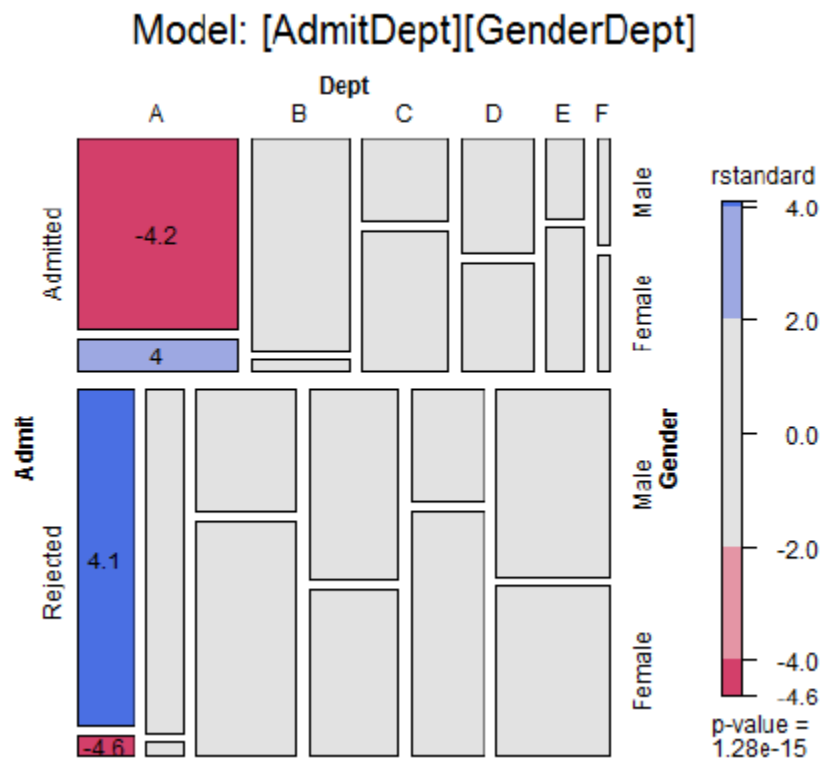 Model: [AdmitDept][GenderDept]
Dept
A B C D E F
Admit
Admitted
Rejected
-4.2
4
4.1
-4.6
Male
Female
Male
Female
Gender
rstandard
4.0
2.0
0.0
-2.0
-4.0
-4.6
p-value =
1.28e-15